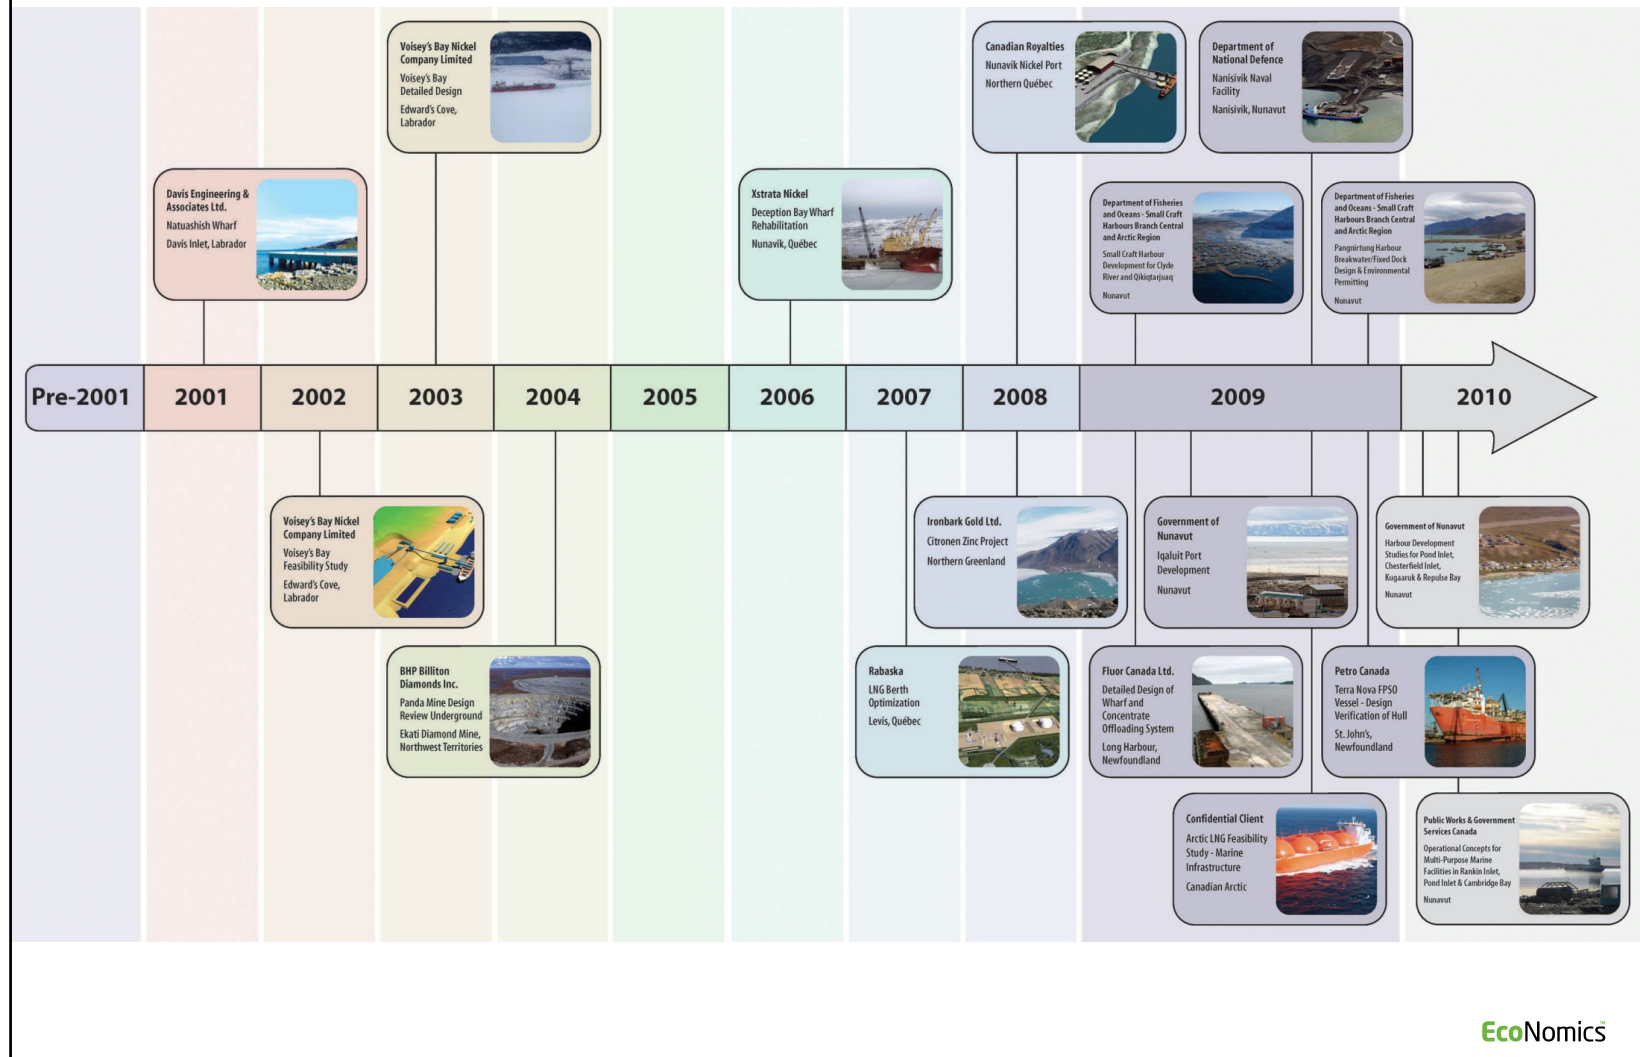 Voisey's Bay Nickel
Company Limited
Voisey's Bay
Detailed Design
Edward's Cove,
Labrador
Canadian Royalties
Nunavik Nickel Port
Northern Québec
Department of
National Defence
Nanisivik Naval
Facility
Nanisivik, Nunavut
Davis Engineering &
Associates Ltd.
Natuashish Wharf
Davis Inlet, Labrador
Xstrata Nickel
Deception Bay Wharf
Rehabilitation
Nunavik, Québec
Department of Fisheries
and Oceans - Small Craft
Harbours Branch Central
and Arctic Region
Small Craft Harbour
Development for Clyde
River and Qikiqtarjuaq
Nunavut
Department of Fisheries
and Oceans - Small Craft
Harbours Branch Central
and Arctic Region
Pangnirtung Harbour
Breakwater/Fixed Dock
Design & Environmental
Permitting
Nunavut
Pre-2001
2001
2002
2003
2004
2005
2006
2007
2008
2009
2010
Voisey's Bay Nickel
Company Limited
Voisey's Bay
Feasibility Study
Edward's Cove,
Labrador
Ironbark Gold Ltd.
Citronen Zinc Project
Northern Greenland
Government of
Nunavut
Iqaluit Port
Development
Nunavut
Government of Nunavut
Harbour Development
Studies for Pond Inlet,
Chesterfield Inlet,
Kugaaruk & Repulse Bay
Nunavut
BHP Billiton
Diamonds Inc.
Panda Mine Design
Review Underground
Ekati Diamond Mine,
Northwest Territories
Rabaska
LNG Berth
Optimization
Levis, Québec
Fluor Canada Ltd.
Detailed Design of
Wharf and
Concentrate
Offloading System
Long Harbour,
Newfoundland
Petro Canada
Terra Nova FPSO
Vessel - Design
Verification of Hull
St. John's,
Newfoundland
Confidential Client
Arctic LNG Feasibility
Study - Marine
Infrastructure
Canadian Arctic
Public Works & Government
Services Canada
Operational Concepts for
Multi-Purpose Marine
Facilities in Rankin Inlet,
Pond Inlet & Cambridge Bay
Nunavut
EcoNomics™